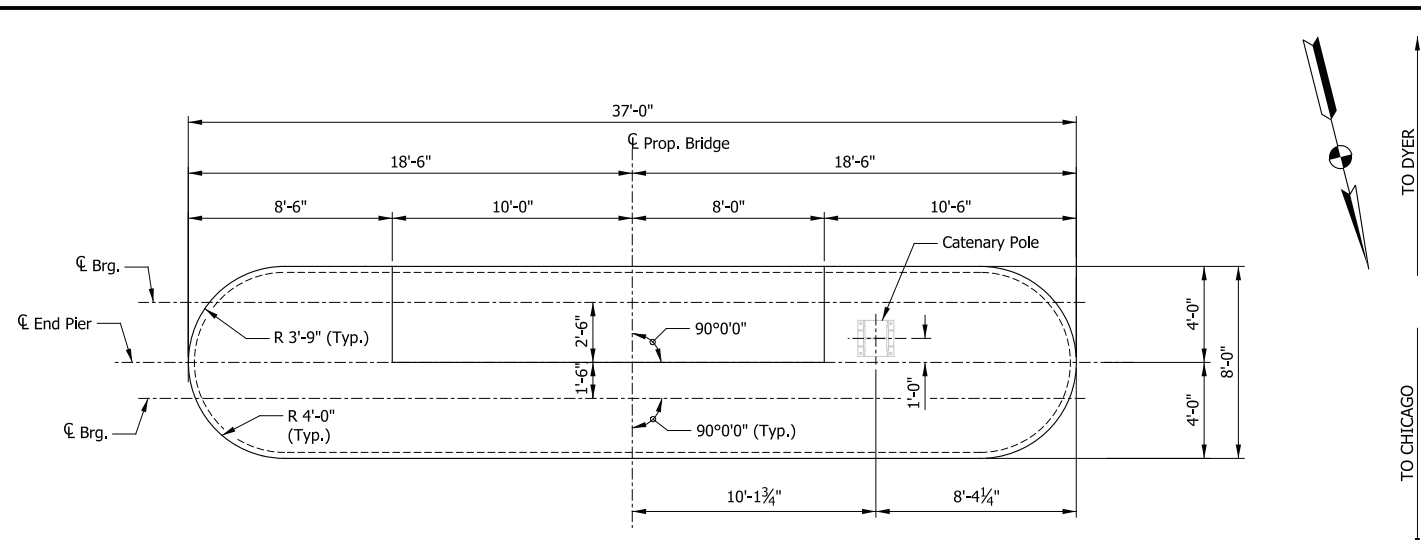 37'-0"
℄ Prop. Bridge
18'-6"
18'-6"
8'-6"
10'-0"
8'-0"
10'-6"
Catenary Pole
℄ Brg.
℄ End Pier
R 3'-9" (Typ.)
2'-6"
90°0'0"
4'-0"
8'-0"
1'-6"
1'-0"
4'-0"
R 4'-0"
(Typ.)
℄ Brg.
90°0'0" (Typ.)
10'-1¾"
8'-4¼"
TO DYER
TO CHICAGO